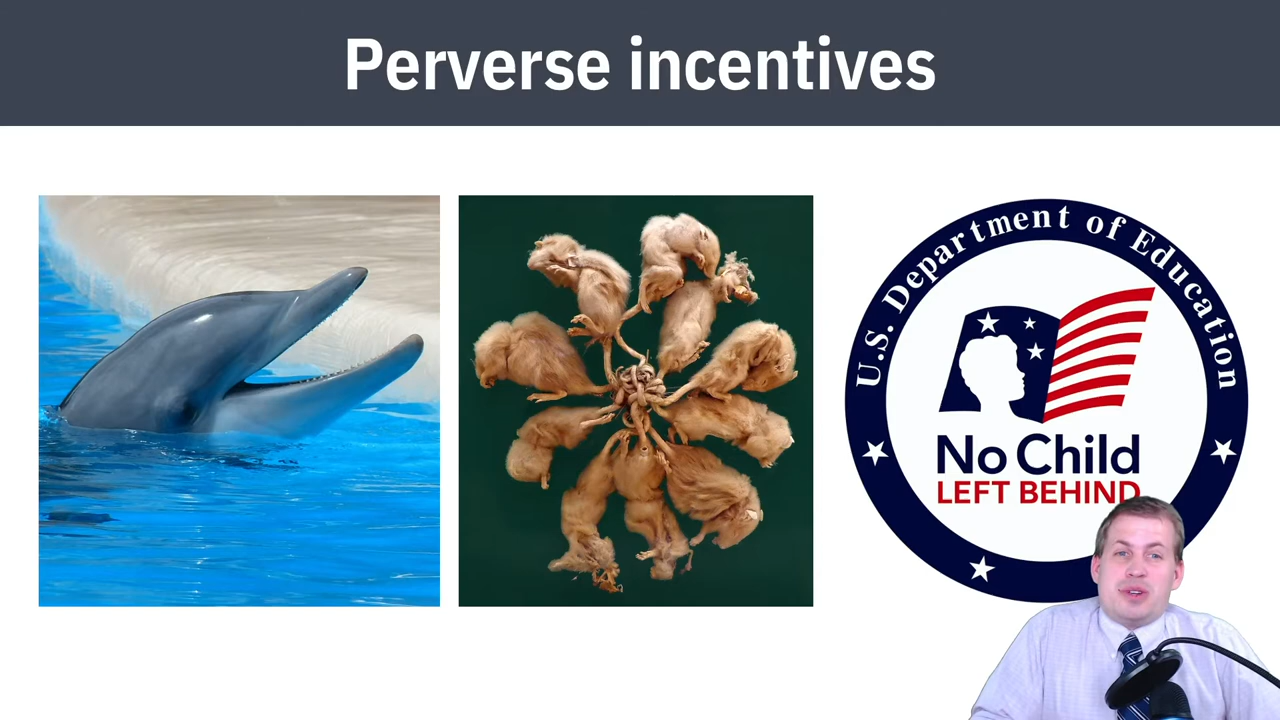 Perverse incentives
U.S. Department of Education
No Child
LEFT BEHIND